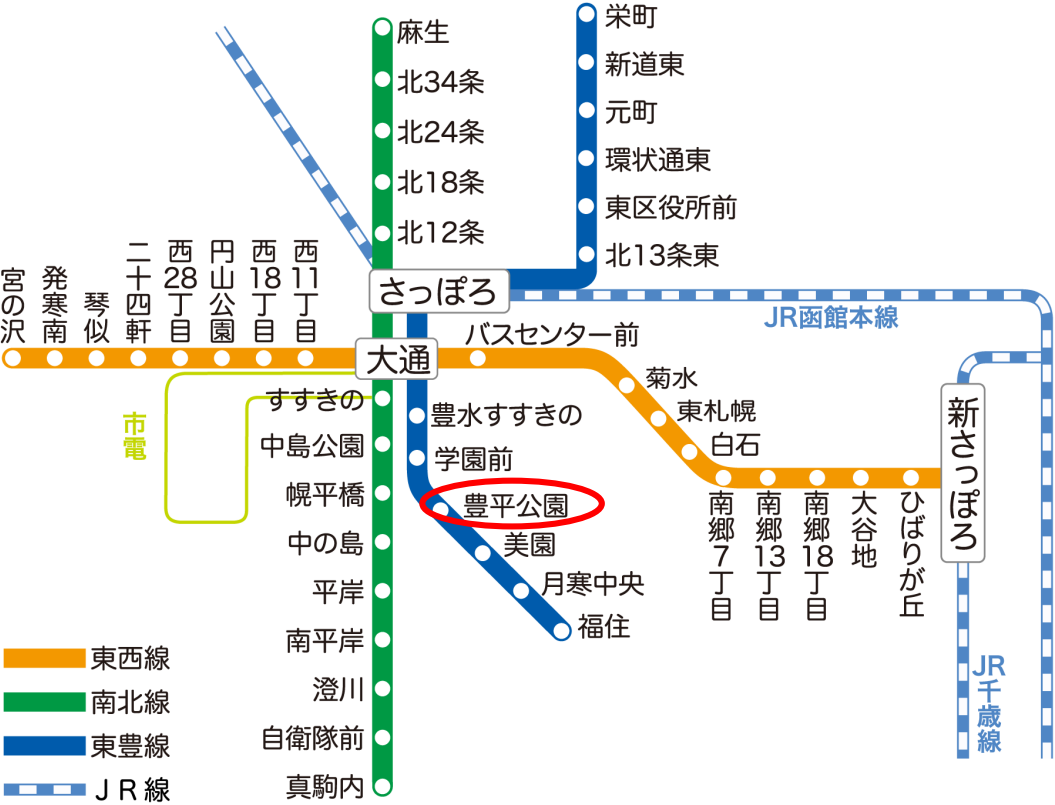 麻生
北34条
北24条
北18条
北12条
さっぽろ
栄町
新道東
元町
環状通東
東区役所前
北13条東
JR函館本線
宮の沢
発寒南
琴似
二十四軒
西28丁目
円山公園
西18丁目
西11丁目
大通
バスセンター前
菊水
東札幌
白石
南郷7丁目
南郷13丁目
南郷18丁目
大谷地
ひばりが丘
新さっぽろ
JR千歳線
市電
すすきの
中島公園
幌平橋
中の島
平岸
南平岸
澄川
自衛隊前
真駒内
豊水すすきの
学園前
豊平公園
美園
月寒中央
福住
東西線
南北線
東豊線
ＪＲ線